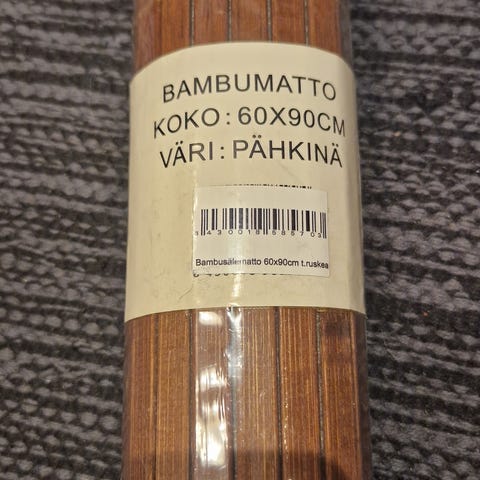 BAMBUMATTO
KOKO: 60X90CM
VÄRI: PÄHKINÄ
Bambusälematto 60x90cm t.ruskea